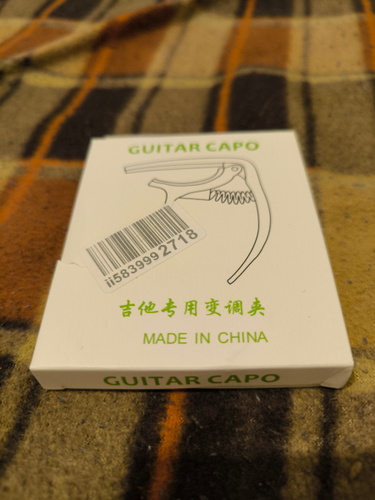 GUITAR CAPO
ii5839992718
吉他专用变调夹
MADE IN CHINA
GUITAR CAPO